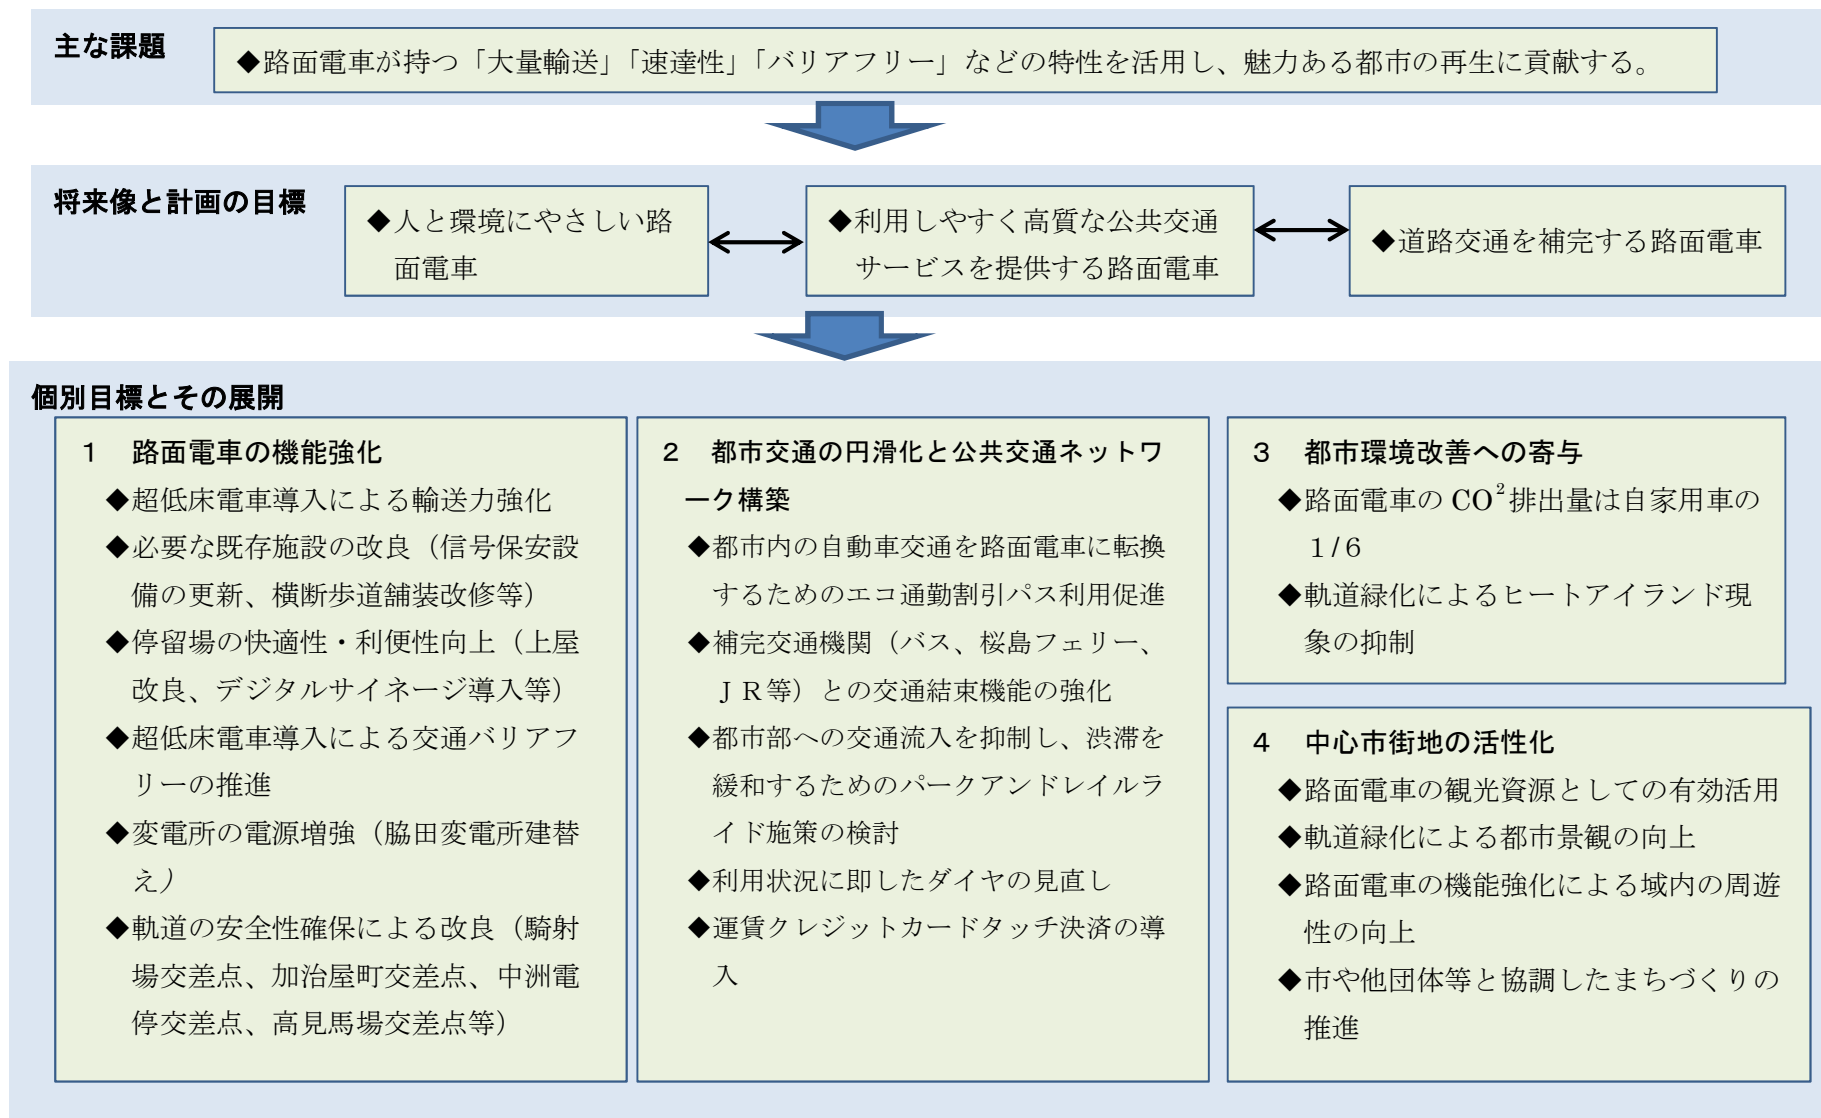 主な課題
◆路面電車が持つ「大量輸送」「速達性」「バリアフリー」などの特性を活用し、魅力ある都市の再生に貢献する。
将来像と計画の目標
◆人と環境にやさしい路
面電車
◆利用しやすく高質な公共交通
サービスを提供する路面電車
◆道路交通を補完する路面電車
個別目標とその展開
１　路面電車の機能強化
◆超低床電車導入による輸送力強化
◆必要な既存施設の改良（信号保安設
備の更新、横断歩道舗装改修等）
◆停留場の快適性・利便性向上（上屋
改良、デジタルサイネージ導入等）
◆超低床電車導入による交通バリアフ
リーの推進
◆変電所の電源増強（脇田変電所建替
え）
◆軌道の安全性確保による改良（騎射
場交差点、加治屋町交差点、中洲電
停交差点、高見馬場交差点等）
２　都市交通の円滑化と公共交通ネットワ
ーク構築
◆都市内の自動車交通を路面電車に転換
するためのエコ通勤割引パス利用促進
◆補完交通機関（バス、桜島フェリー、
ＪＲ等）との交通結束機能の強化
◆都市部への交通流入を抑制し、渋滞を
緩和するためのパークアンドレイルラ
イド施策の検討
◆利用状況に即したダイヤの見直し
◆運賃クレジットカードタッチ決済の導
入
３　都市環境改善への寄与
◆路面電車の CO²排出量は自家用車の
１/６
◆軌道緑化によるヒートアイランド現
象の抑制
４　中心市街地の活性化
◆路面電車の観光資源としての有効活用
◆軌道緑化による都市景観の向上
◆路面電車の機能強化による域内の周遊
性の向上
◆市や他団体等と協調したまちづくりの
推進